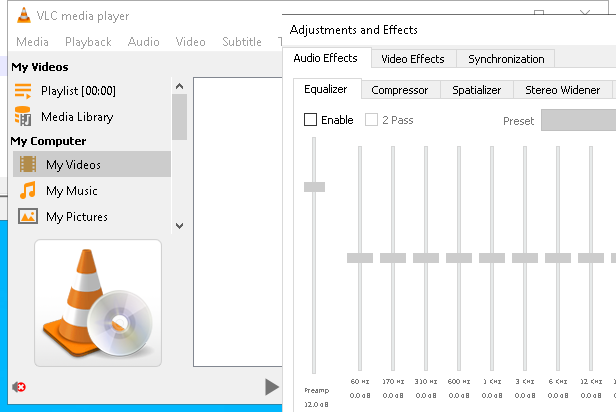 VLC media player
Media Playback Audio Video Subtitle
My Videos
Playlist [00:00]
Media Library
My Computer
My Videos
My Music
My Pictures
Adjustments and Effects
Audio Effects Video Effects Synchronization
Equalizer Compressor Spatializer Stereo Widener
Enable 2 Pass Preset
60 Hz 170 Hz 310 Hz 600 Hz 1 KHz 3 KHz 6 KHz 12 KHz
Preamp 0.0 dB 0.0 dB 0.0 dB 0.0 dB 0.0 dB 0.0 dB 0.0 dB 0.0 dB
12.0 dB